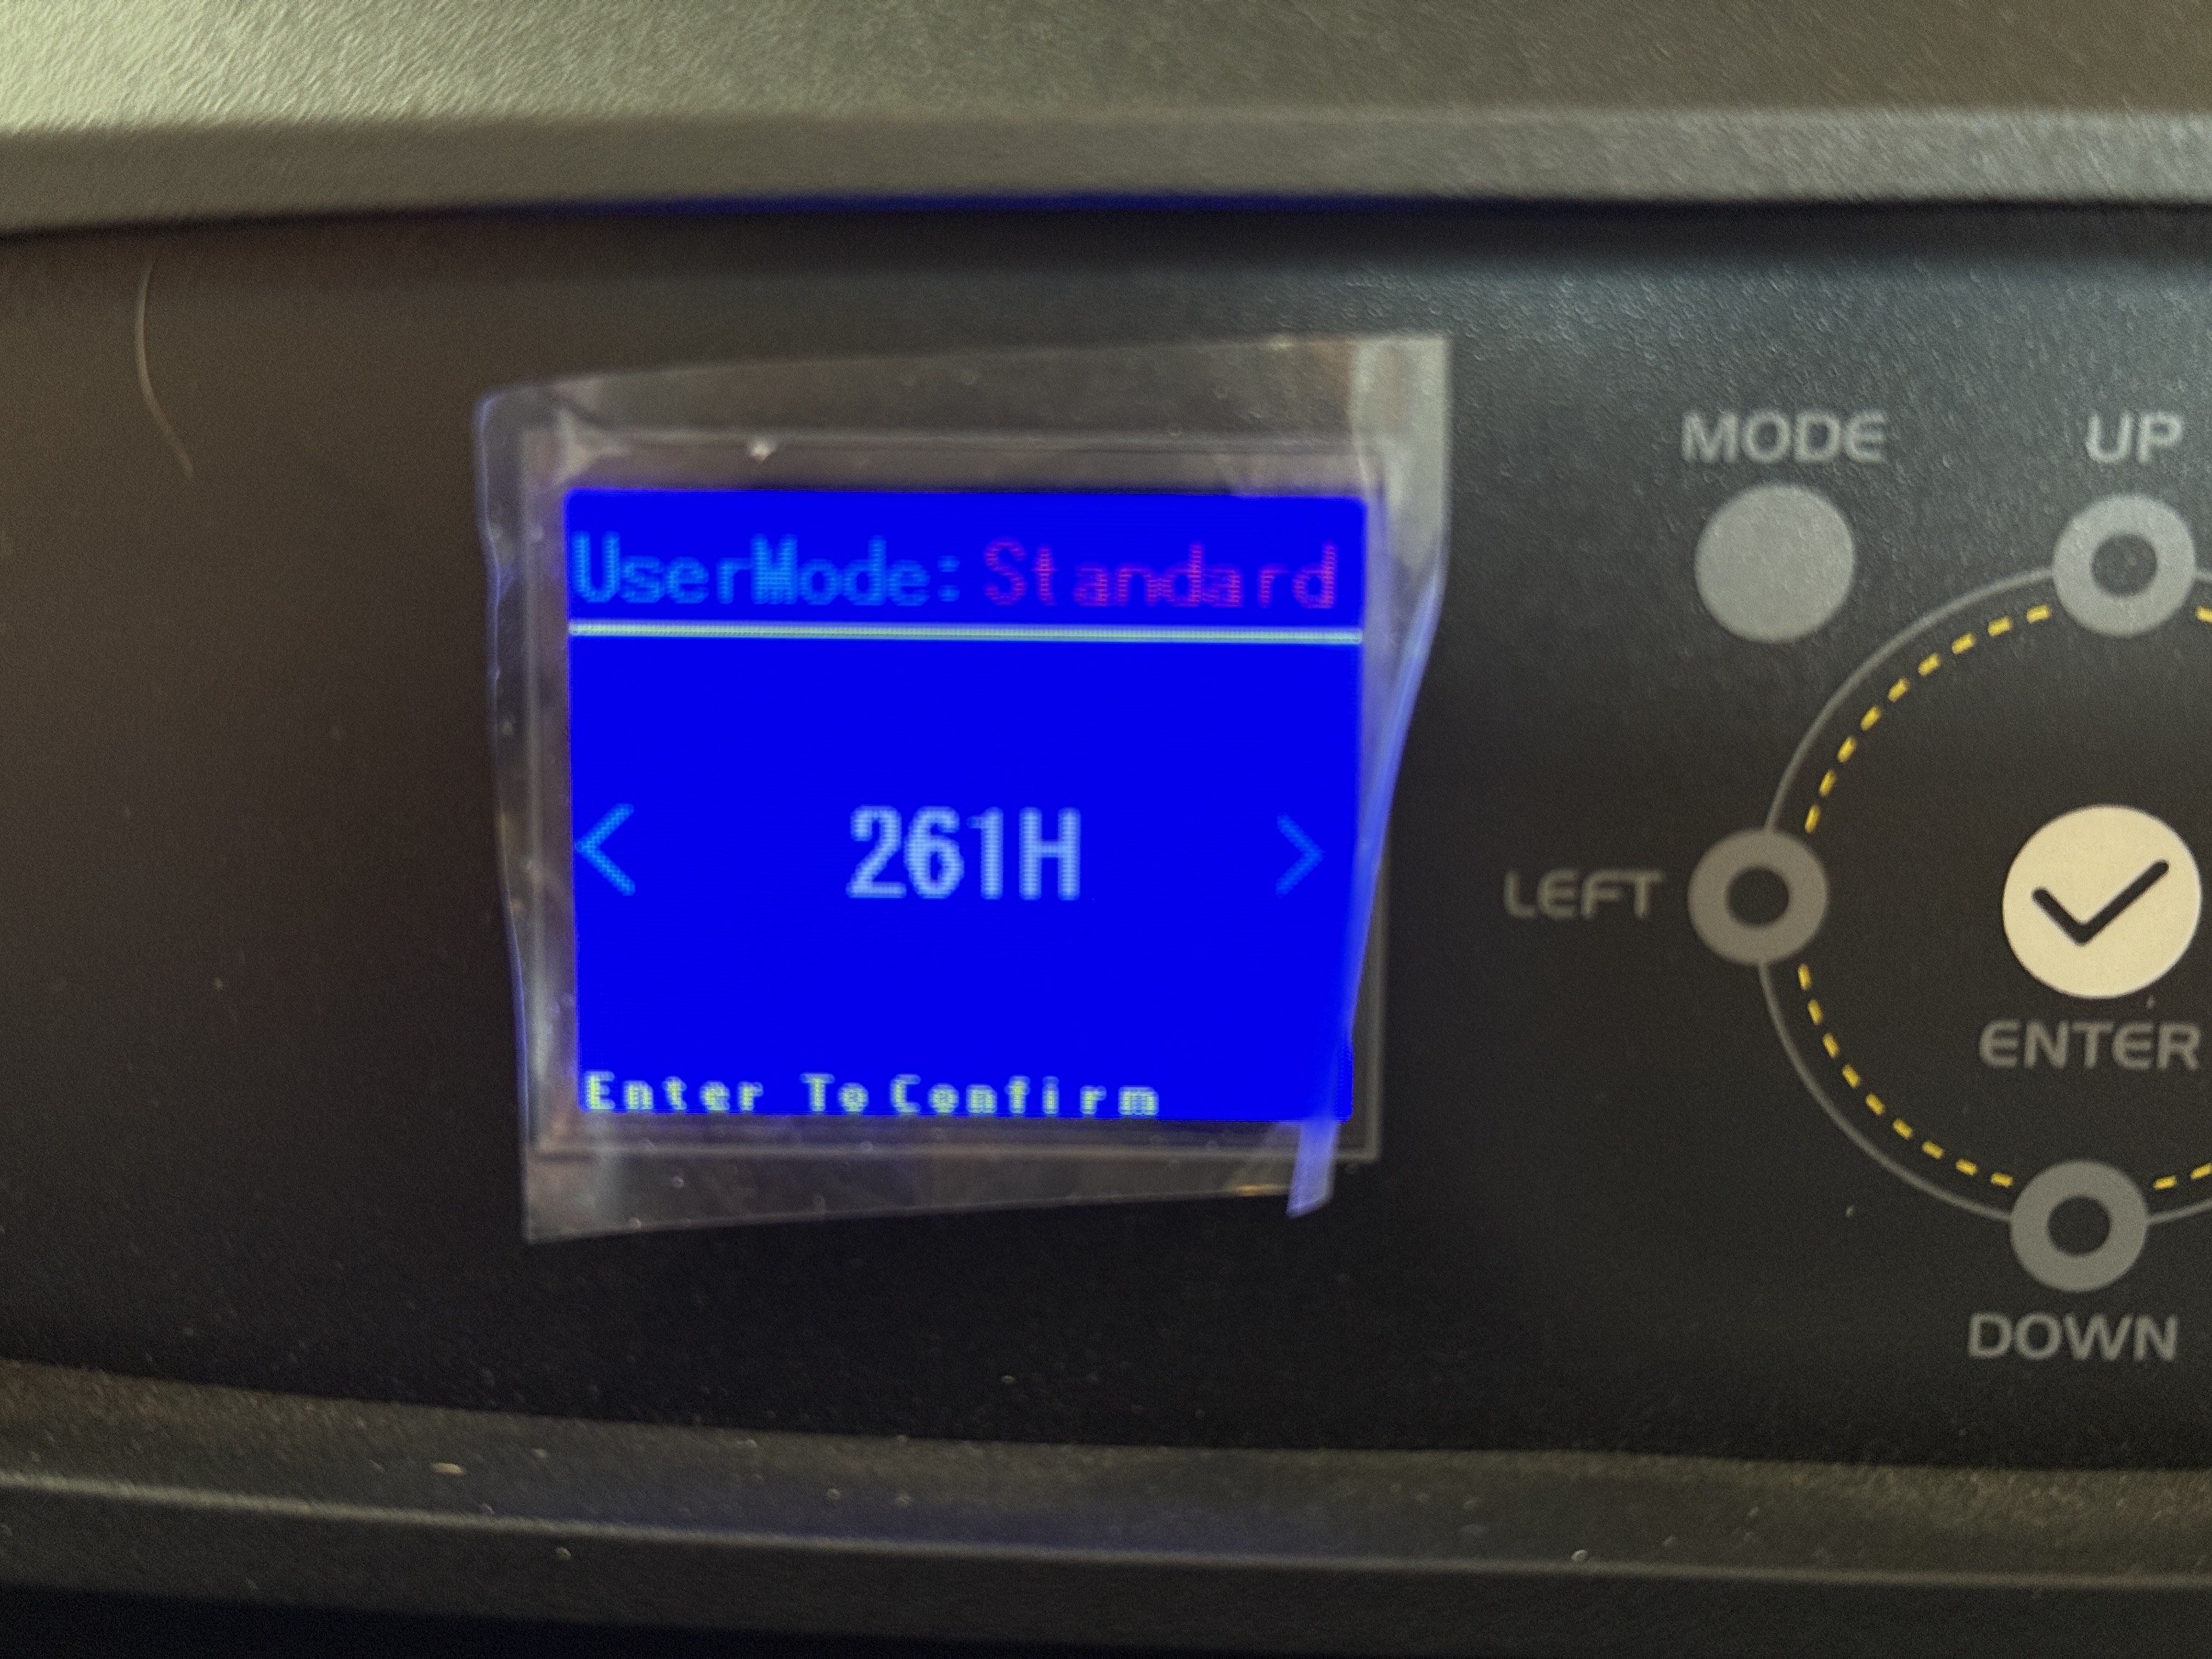 UserMode: Standard
< 261H >
Enter To Confirm
MODE
UP
LEFT
ENTER
DOWN